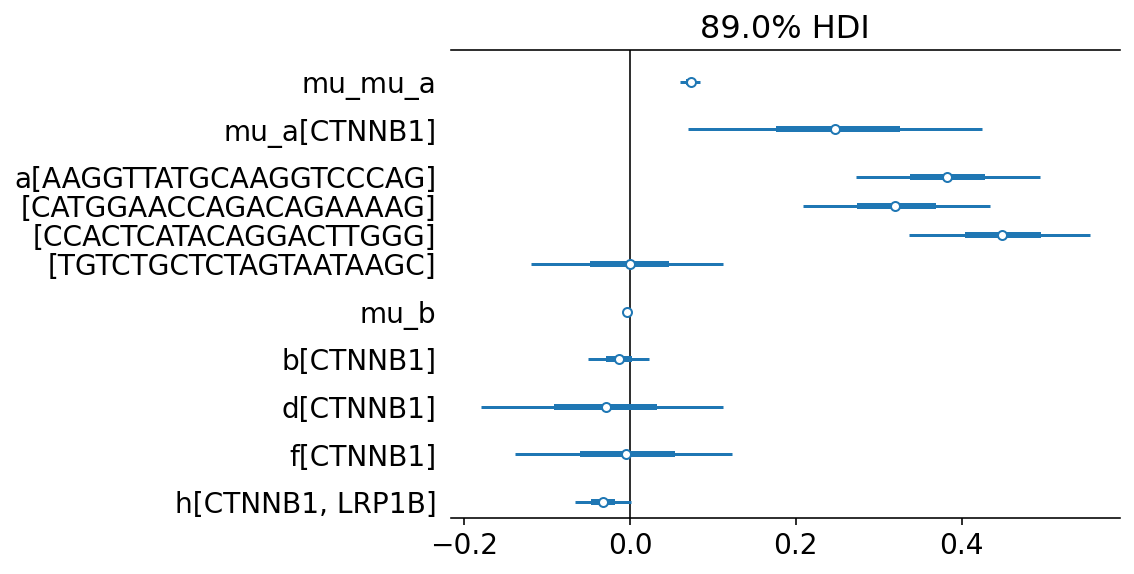 89.0% HDI
mu_mu_a
mu_a[CTNNB1]
a[AAGGTTATGCAAGGTCCCAG]
[CATGGAACCAGACAGAAAAG]
[CCACTCATACAGGACTTGGG]
[TGTCTGCTCTAGTAATAAGC]
mu_b
b[CTNNB1]
d[CTNNB1]
f[CTNNB1]
h[CTNNB1, LRP1B]
−0.2 0.0 0.2 0.4